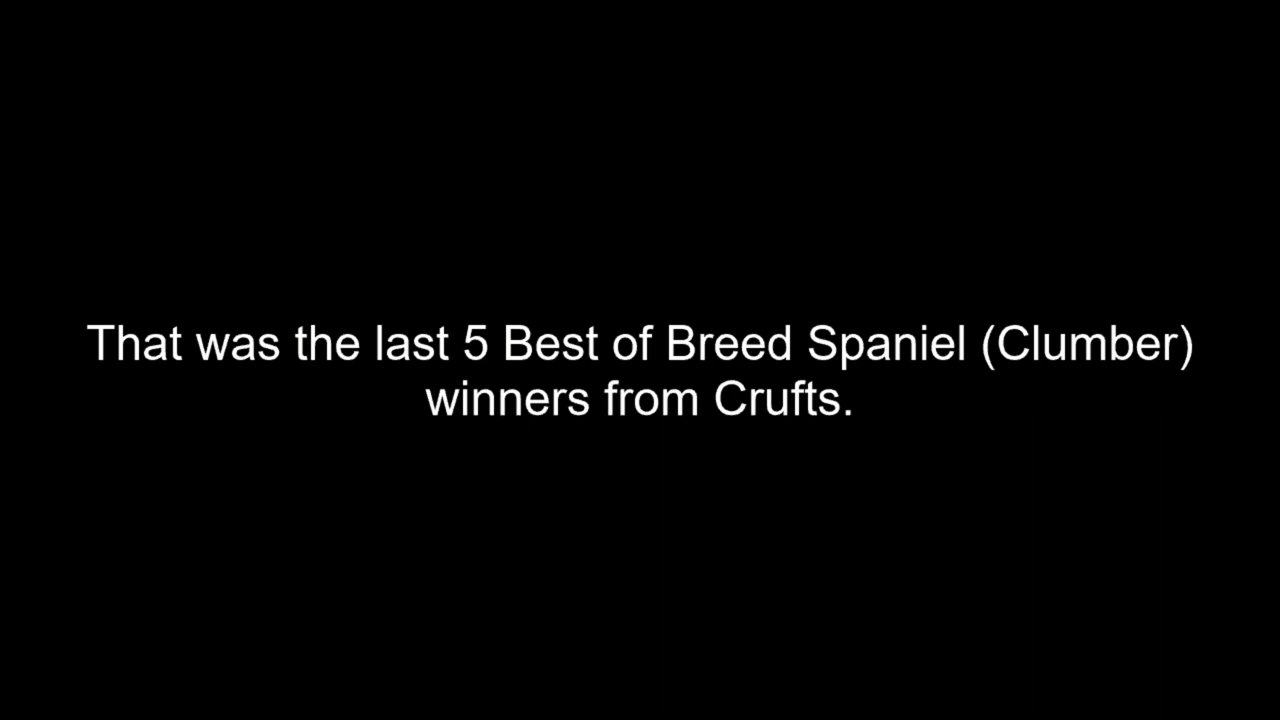 That was the last 5 Best of Breed Spaniel (Clumber)
winners from Crufts.